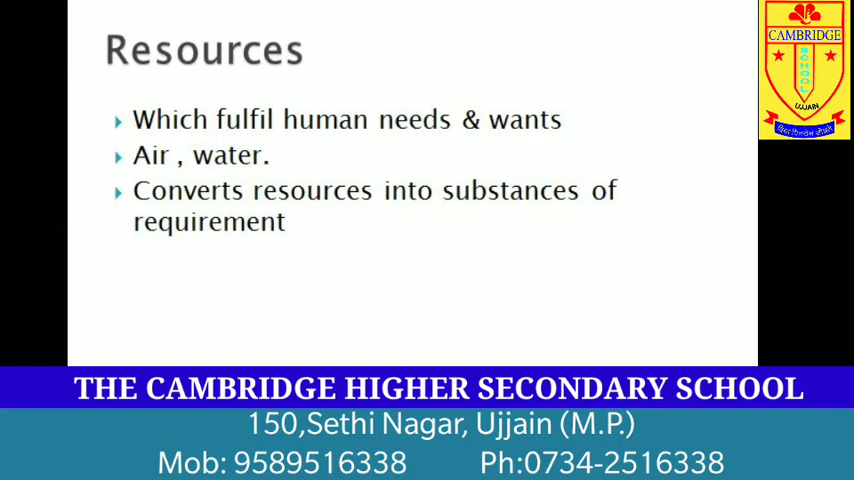 Resources
Which fulfil human needs & wants
Air , water.
Converts resources into substances of
requirement
CAMBRIDGE
SCHOOL
UJJAIN
THE CAMBRIDGE HIGHER SECONDARY SCHOOL
150,Sethi Nagar, Ujjain (M.P.)
Mob: 9589516338 Ph:0734-2516338